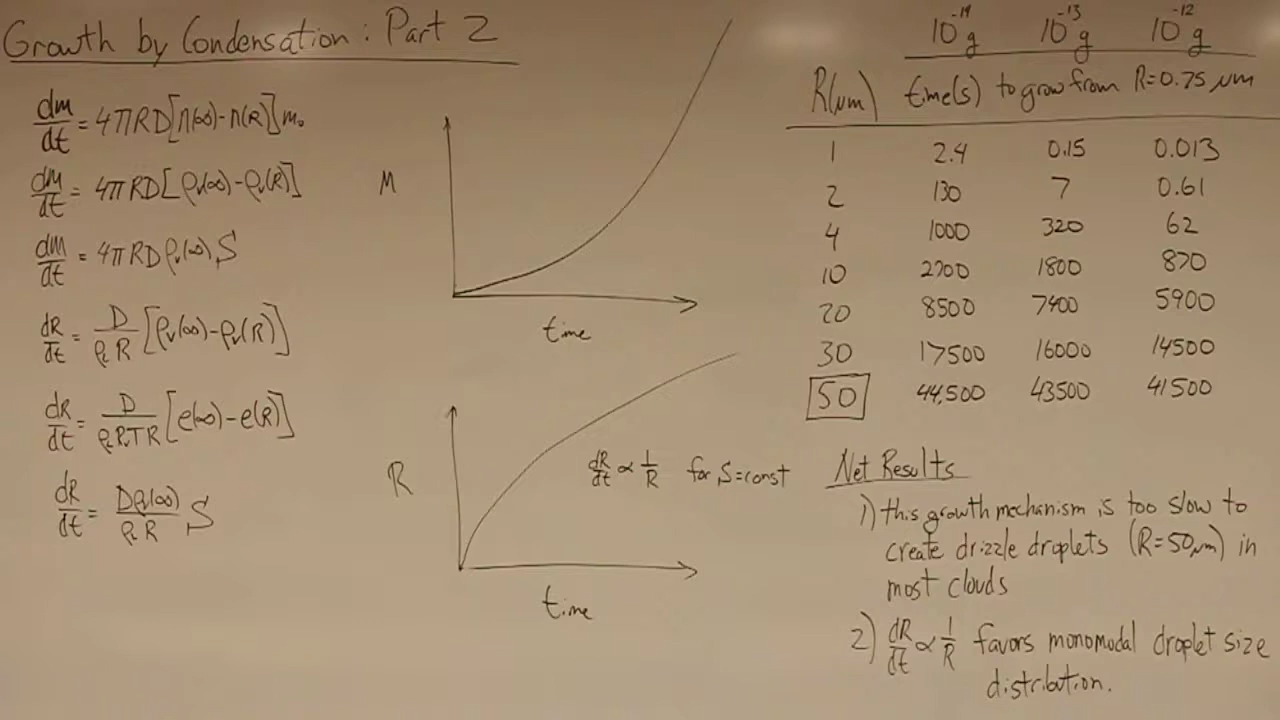 Growth by Condensation: Part 2
dm/dt = 4πRD[n(∞)-n(R)]m₀
dm/dt = 4πRD[ρᵥ(∞)-ρᵥ(R)]
dm/dt = 4πRDρᵥ(∞)S
dR/dt = D/ρ_L R [ρᵥ(∞)-ρᵥ(R)]
dR/dt = D/ρ_L RᵥTR [e(∞)-e(R)]
dR/dt = Dρᵥ(∞)/ρ_L R S
M
time
R
dR/dt ∝ 1/R for S=const
time
10⁻¹⁴g 10⁻¹³g 10⁻¹²g
R(μm) time(s) to grow from R=0.75 μm
1 2.4 0.15 0.013
2 130 7 0.61
4 1000 320 62
10 2700 1800 870
20 8500 7400 5900
30 17500 16000 14500
50 44,500 43500 41500
Net Results
1) this growth mechanism is too slow to
create drizzle droplets (R=50μm) in
most clouds
2) dR/dt ∝ 1/R favors monomodal droplet size
distribution.